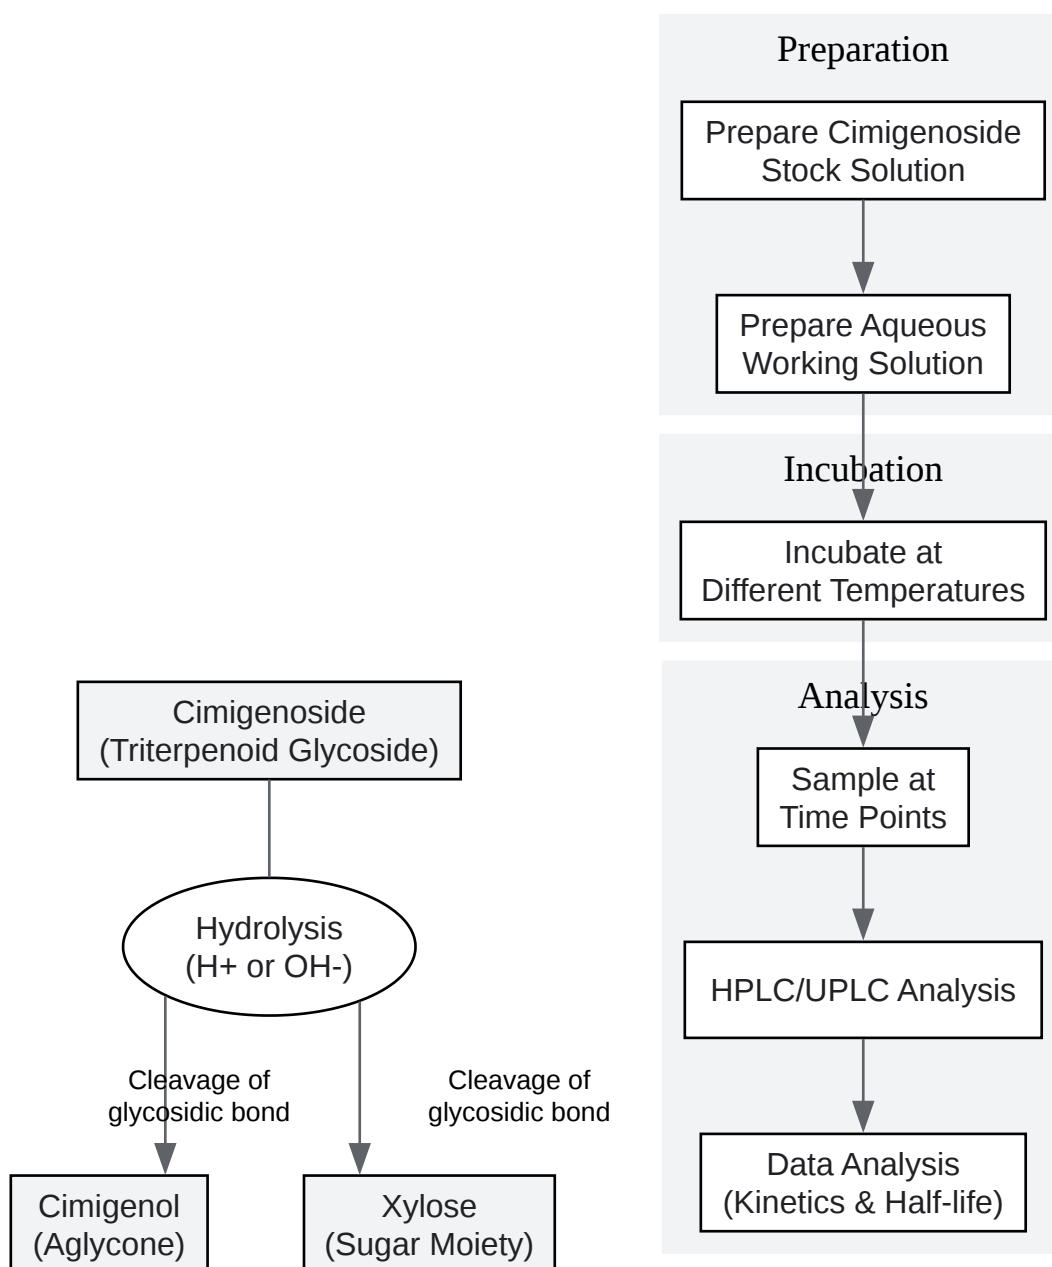 Preparation
Prepare Cimigenoside
Stock Solution
Prepare Aqueous
Working Solution
Incubation
Incubate at
Different Temperatures
Analysis
Sample at
Time Points
HPLC/UPLC Analysis
Data Analysis
(Kinetics & Half-life)
Cimigenoside
(Triterpenoid Glycoside)
Hydrolysis
(H+ or OH-)
Cleavage of
glycosidic bond
Cleavage of
glycosidic bond
Cimigenol
(Aglycone)
Xylose
(Sugar Moiety)